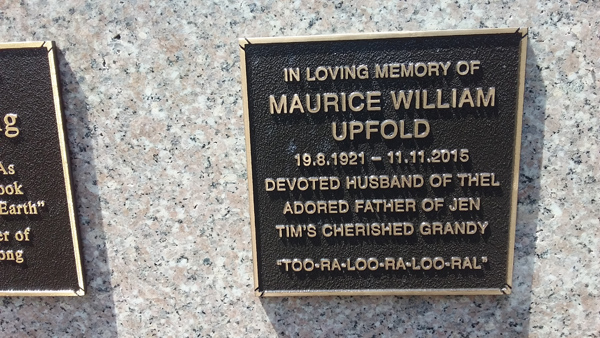 g
As
ook
Earth"
er of
ong
IN LOVING MEMORY OF
MAURICE WILLIAM
UPFOLD
19.8.1921 – 11.11.2015
DEVOTED HUSBAND OF THEL
ADORED FATHER OF JEN
TIM'S CHERISHED GRANDY
"TOO-RA-LOO-RA-LOO-RAL"